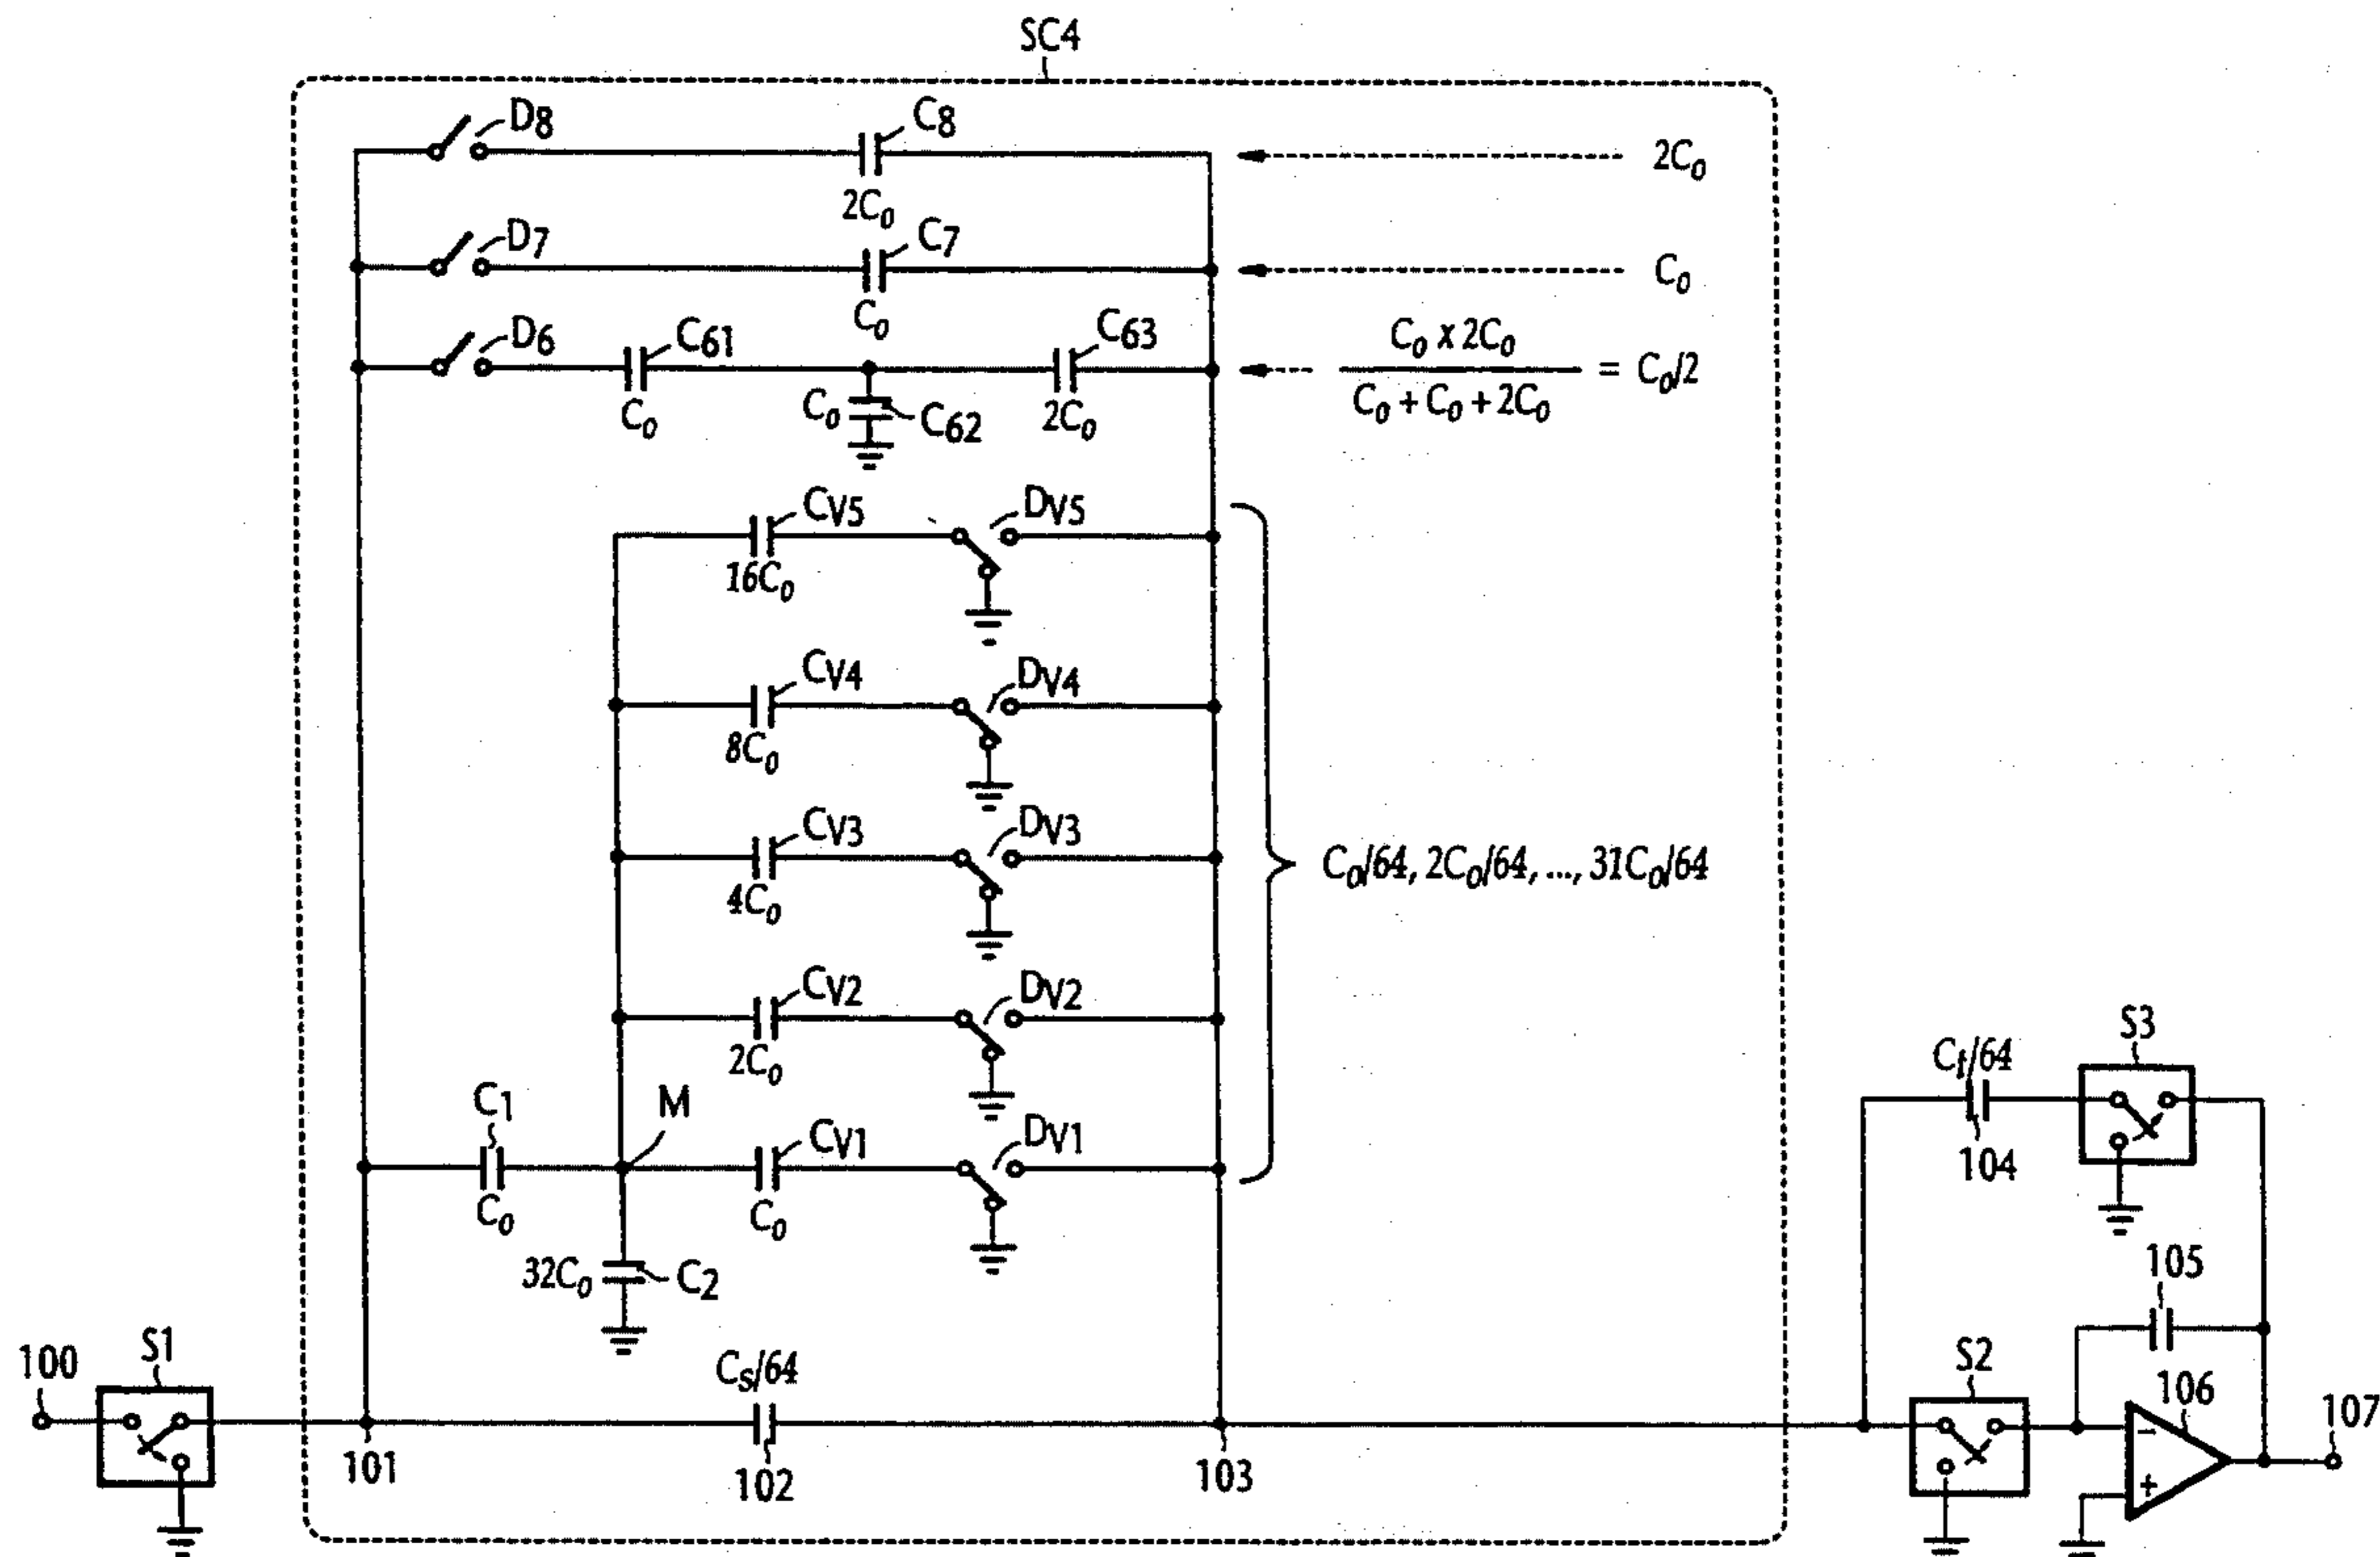 SC4
D8
C8
2C0
2C0
D7
C7
C0
C0
D6
C61
C63
C0 x 2C0
C0 + C0 + 2C0
= C0/2
C0
C0
C62
2C0
CV5
DV5
16C0
CV4
DV4
8C0
CV3
DV3
4C0
C0/64, 2C0/64, ..., 31C0/64
CV2
DV2
2C0
C1
M
CV1
DV1
C0
C0
32C0
C2
Cf/64
S3
104
105
100
S1
Cs/64
S2
106
107
101
102
103
−
+